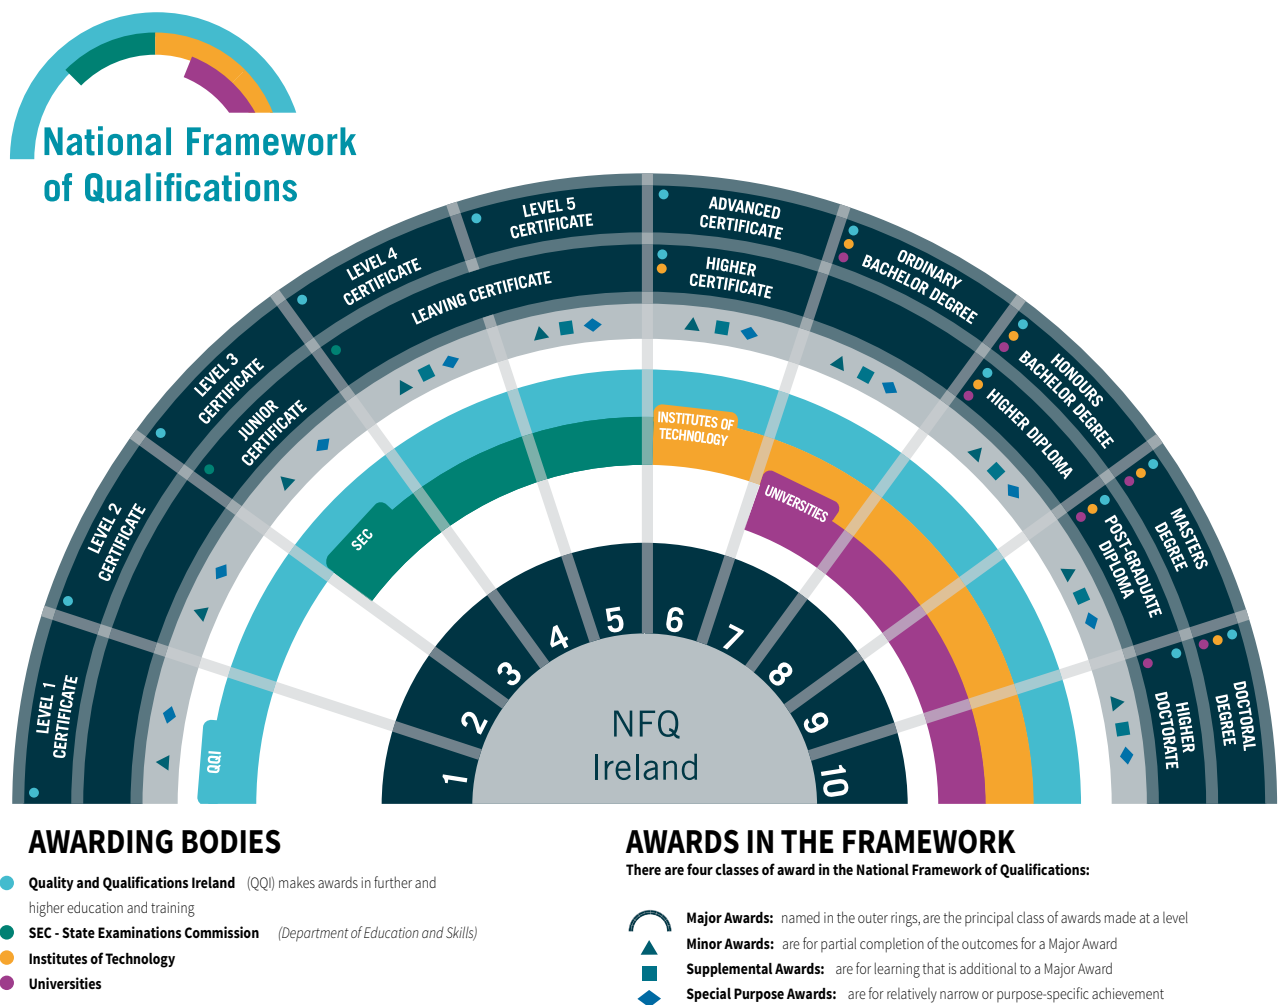 National Framework
of Qualifications
LEVEL 1
CERTIFICATE
LEVEL 2
CERTIFICATE
LEVEL 3
CERTIFICATE
JUNIOR
CERTIFICATE
LEVEL 4
CERTIFICATE
LEVEL 5
CERTIFICATE
LEAVING CERTIFICATE
ADVANCED
CERTIFICATE
HIGHER
CERTIFICATE
ORDINARY
BACHELOR DEGREE
HONOURS
BACHELOR DEGREE
HIGHER DIPLOMA
MASTERS
DEGREE
POST-GRADUATE
DIPLOMA
DOCTORAL
DEGREE
HIGHER
DOCTORATE
QQI
SEC
INSTITUTES OF
TECHNOLOGY
UNIVERSITIES
1
2
3
4
5
6
7
8
9
10
NFQ
Ireland
AWARDING BODIES
Quality and Qualifications Ireland (QQI) makes awards in further and
higher education and training
SEC - State Examinations Commission (Department of Education and Skills)
Institutes of Technology
Universities
AWARDS IN THE FRAMEWORK
There are four classes of award in the National Framework of Qualifications:
Major Awards: named in the outer rings, are the principal class of awards made at a level
Minor Awards: are for partial completion of the outcomes for a Major Award
Supplemental Awards: are for learning that is additional to a Major Award
Special Purpose Awards: are for relatively narrow or purpose-specific achievement